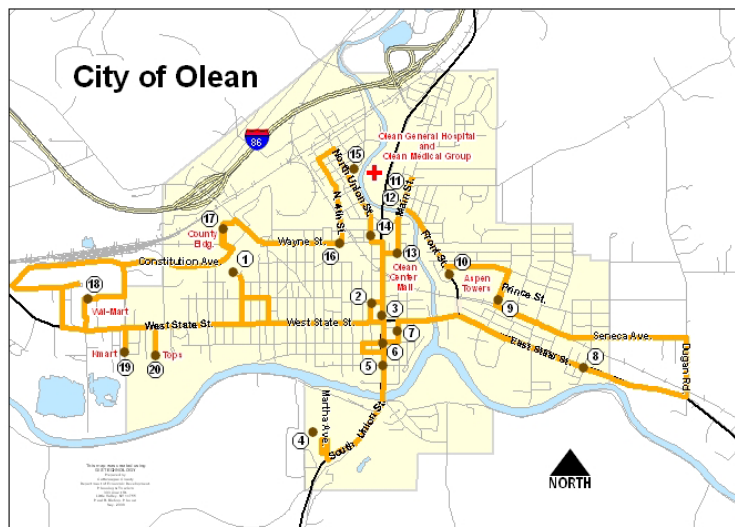 City of Olean
86
Olean General Hospital
and
Olean Medical Group
15
North Union St.
11
12
Main St.
N. 4th St.
17
County
Bldg.
14
Wayne St.
16
Front St.
13
Olean
Center
Mall
10
Aspen
Towers
Prince St.
9
Constitution Ave.
1
18
Wal-Mart
2
3
West State St.
West State St.
7
6
5
East State St.
Seneca Ave.
8
Dugan Rd.
Kmart
19
Tops
20
Martha Ave.
4
South Union St.
NORTH